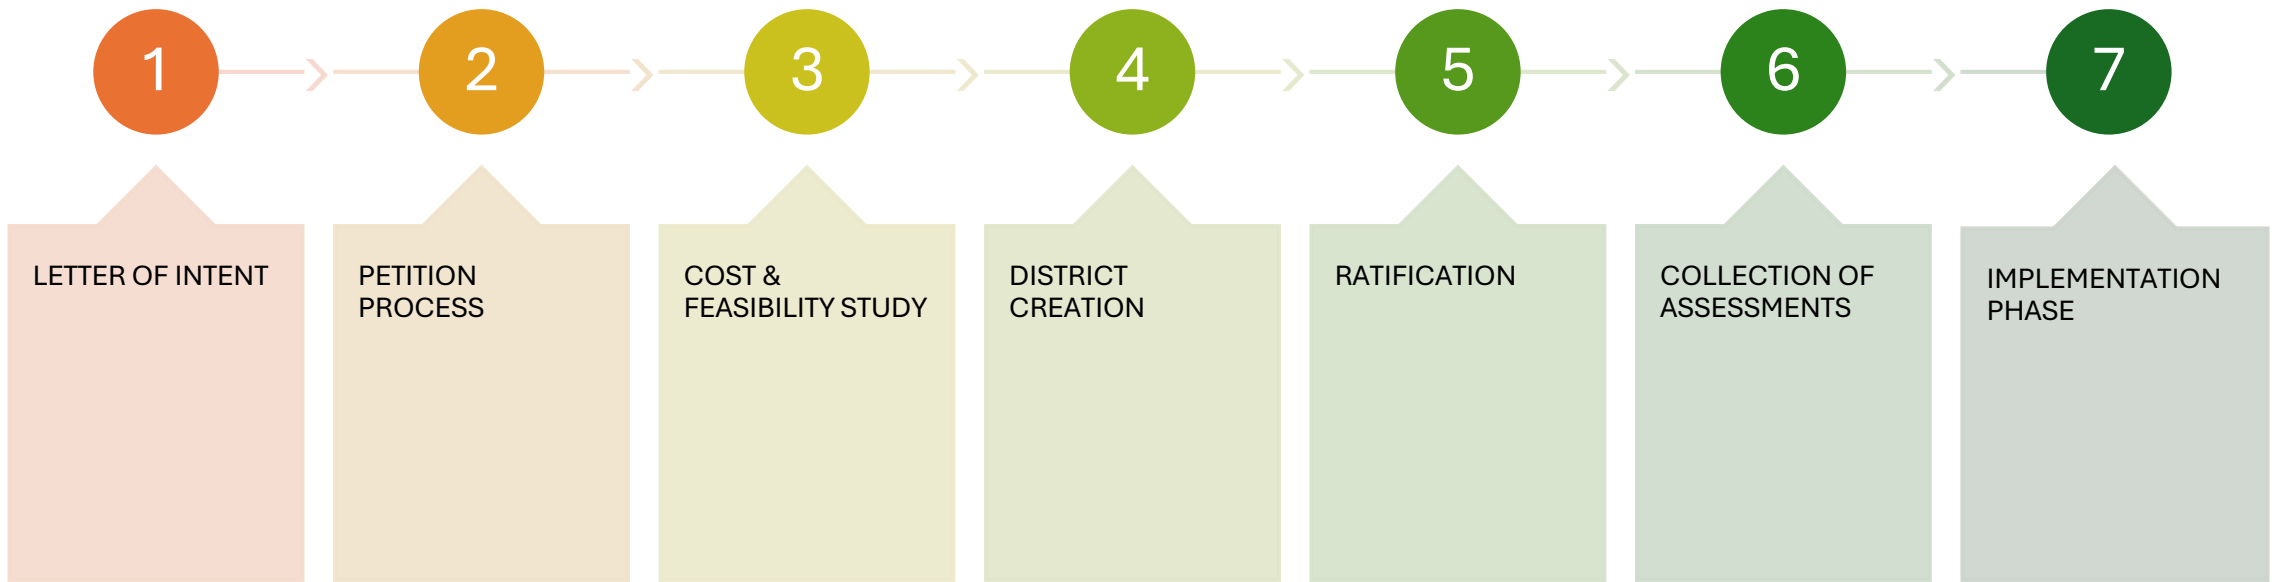 1
2
3
4
5
6
7
LETTER OF INTENT
PETITION
PROCESS
COST &
FEASIBILITY STUDY
DISTRICT
CREATION
RATIFICATION
COLLECTION OF
ASSESSMENTS
IMPLEMENTATION
PHASE